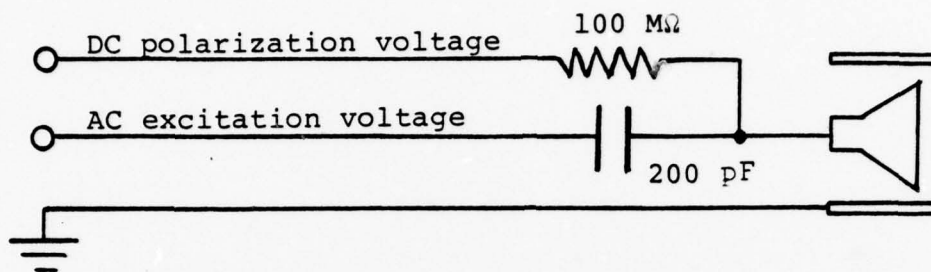 100 MΩ
DC polarization voltage
AC excitation voltage
200 pF